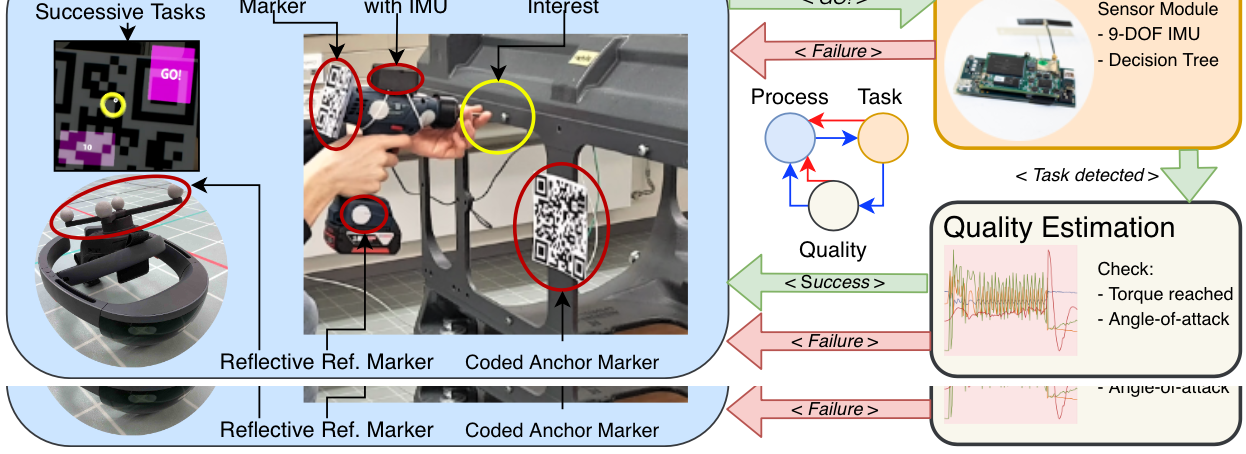 Successive Tasks
Marker
with IMU
Interest
GO!
10
Reflective Ref. Marker
Coded Anchor Marker
< Failure >
Process
Task
Quality
< Success >
< Failure >
Sensor Module
- 9-DOF IMU
- Decision Tree
< Task detected >
Quality Estimation
Check:
- Torque reached
- Angle-of-attack
Reflective Ref. Marker
Coded Anchor Marker
< Failure >
- Angle-of-attack